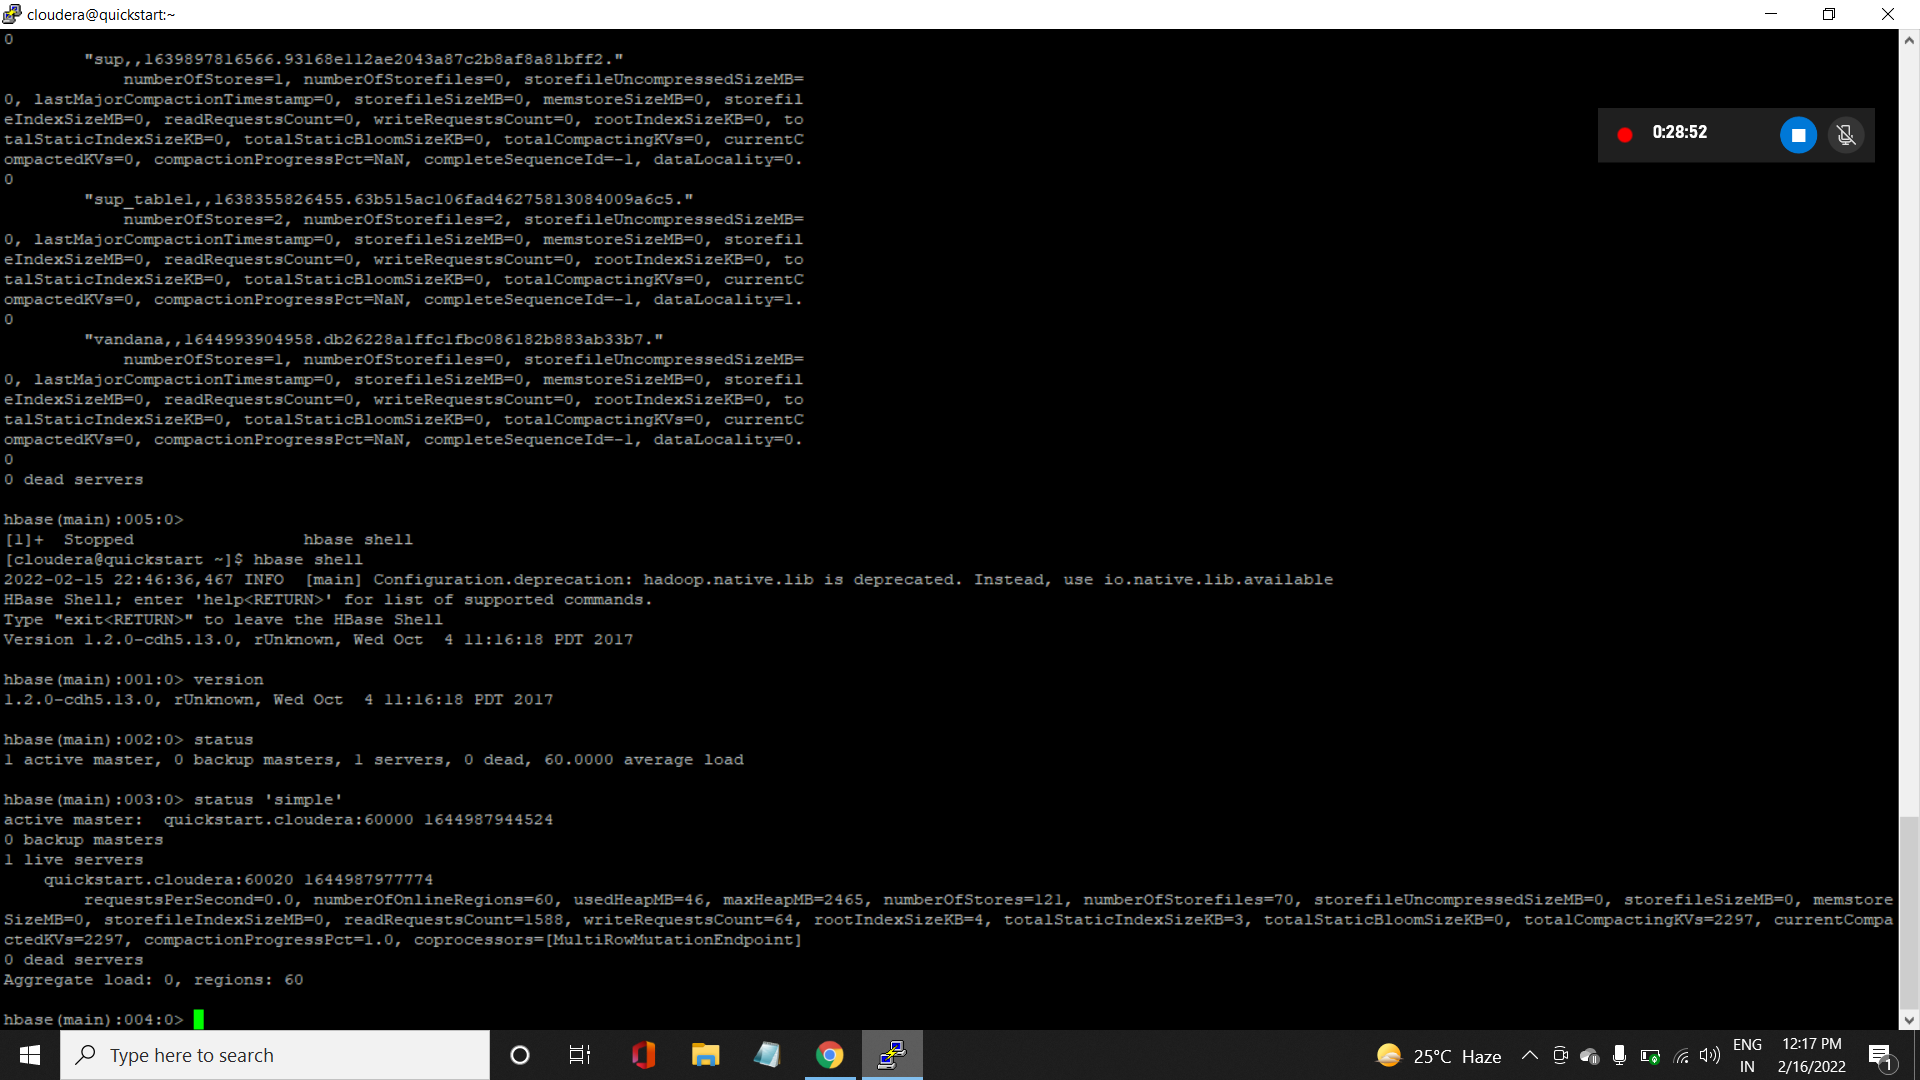 cloudera@quickstart:~
0
"sup,,1639897816566.93168e112ae2043a87c2b8af8a81bff2."
numberOfStores=1, numberOfStorefiles=0, storefileUncompressedSizeMB=
0, lastMajorCompactionTimestamp=0, storefileSizeMB=0, memstoreSizeMB=0, storefil
eIndexSizeMB=0, readRequestsCount=0, writeRequestsCount=0, rootIndexSizeKB=0, to
talStaticIndexSizeKB=0, totalStaticBloomSizeKB=0, totalCompactingKVs=0, currentC
ompactedKVs=0, compactionProgressPct=NaN, completeSequenceId=-1, dataLocality=0.
0
0:28:52
"sup_table1,,1638355826455.63b515ac106fad46275813084009a6c5."
numberOfStores=2, numberOfStorefiles=2, storefileUncompressedSizeMB=
0, lastMajorCompactionTimestamp=0, storefileSizeMB=0, memstoreSizeMB=0, storefil
eIndexSizeMB=0, readRequestsCount=0, writeRequestsCount=0, rootIndexSizeKB=0, to
talStaticIndexSizeKB=0, totalStaticBloomSizeKB=0, totalCompactingKVs=0, currentC
ompactedKVs=0, compactionProgressPct=NaN, completeSequenceId=-1, dataLocality=1.
0
"vandana,,1644993904958.db26228a1ffc1fbc086182b883ab33b7."
numberOfStores=1, numberOfStorefiles=0, storefileUncompressedSizeMB=
0, lastMajorCompactionTimestamp=0, storefileSizeMB=0, memstoreSizeMB=0, storefil
eIndexSizeMB=0, readRequestsCount=0, writeRequestsCount=0, rootIndexSizeKB=0, to
talStaticIndexSizeKB=0, totalStaticBloomSizeKB=0, totalCompactingKVs=0, currentC
ompactedKVs=0, compactionProgressPct=NaN, completeSequenceId=-1, dataLocality=0.
0
0 dead servers
hbase(main):005:0>
[1]+  Stopped                 hbase shell
[cloudera@quickstart ~]$ hbase shell
2022-02-15 22:46:36,467 INFO  [main] Configuration.deprecation: hadoop.native.lib is deprecated. Instead, use io.native.lib.available
HBase Shell; enter 'help<RETURN>' for list of supported commands.
Type "exit<RETURN>" to leave the HBase Shell
Version 1.2.0-cdh5.13.0, rUnknown, Wed Oct  4 11:16:18 PDT 2017
hbase(main):001:0> version
1.2.0-cdh5.13.0, rUnknown, Wed Oct  4 11:16:18 PDT 2017
hbase(main):002:0> status
1 active master, 0 backup masters, 1 servers, 0 dead, 60.0000 average load
hbase(main):003:0> status 'simple'
active master:  quickstart.cloudera:60000 1644987944524
0 backup masters
1 live servers
quickstart.cloudera:60020 1644987977774
requestsPerSecond=0.0, numberOfOnlineRegions=60, usedHeapMB=46, maxHeapMB=2465, numberOfStores=121, numberOfStorefiles=70, storefileUncompressedSizeMB=0, storefileSizeMB=0, memstore
SizeMB=0, storefileIndexSizeMB=0, readRequestsCount=1588, writeRequestsCount=64, rootIndexSizeKB=4, totalStaticIndexSizeKB=3, totalStaticBloomSizeKB=0, totalCompactingKVs=2297, currentCompa
ctedKVs=2297, compactionProgressPct=1.0, coprocessors=[MultiRowMutationEndpoint]
0 dead servers
Aggregate load: 0, regions: 60
hbase(main):004:0>
Type here to search
25°C Haze
ENG
IN
12:17 PM
2/16/2022
1